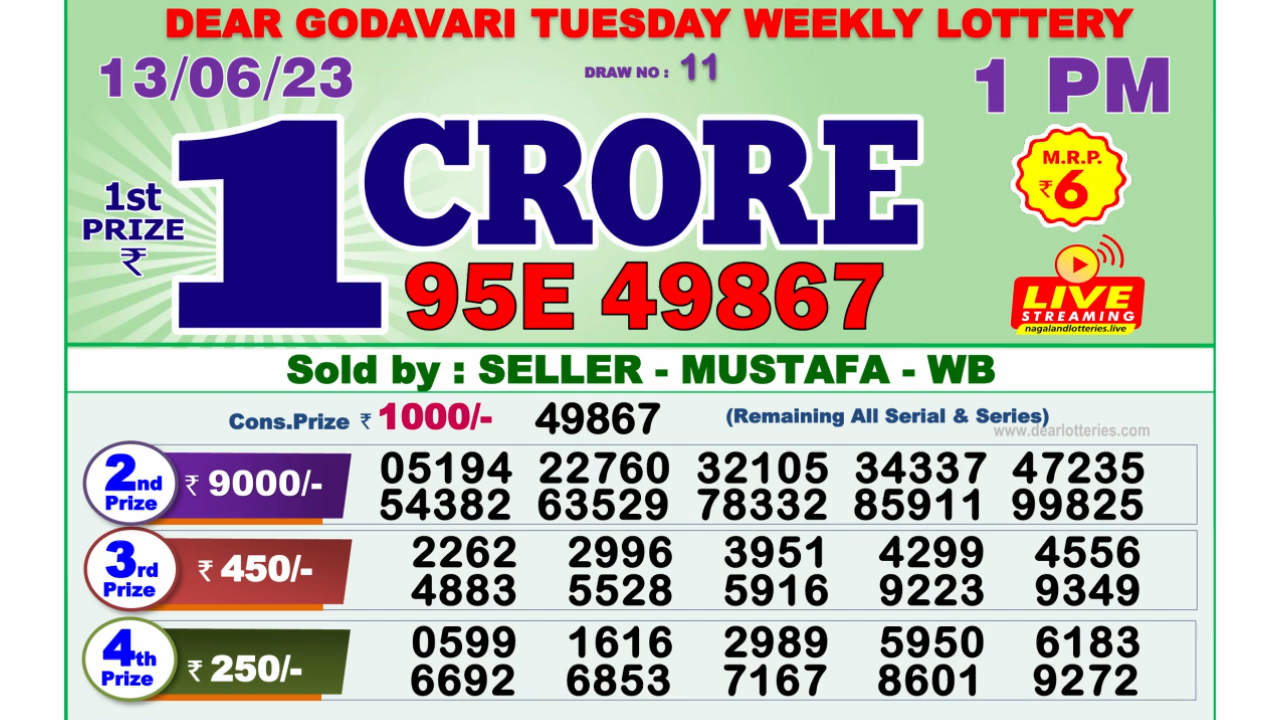 DEAR GODAVARI TUESDAY WEEKLY LOTTERY
13/06/23 DRAW NO : 11 1 PM
1st PRIZE ₹ 1 CRORE
M.R.P. ₹6
95E 49867
LIVE
STREAMING
nagalandlotteries.live
Sold by : SELLER - MUSTAFA - WB
Cons.Prize ₹ 1000/- 49867 (Remaining All Serial & Series)
www.dearlotteries.com
2nd Prize ₹ 9000/-
05194 22760 32105 34337 47235
54382 63529 78332 85911 99825
3rd Prize ₹ 450/-
2262 2996 3951 4299 4556
4883 5528 5916 9223 9349
4th Prize ₹ 250/-
0599 1616 2989 5950 6183
6692 6853 7167 8601 9272